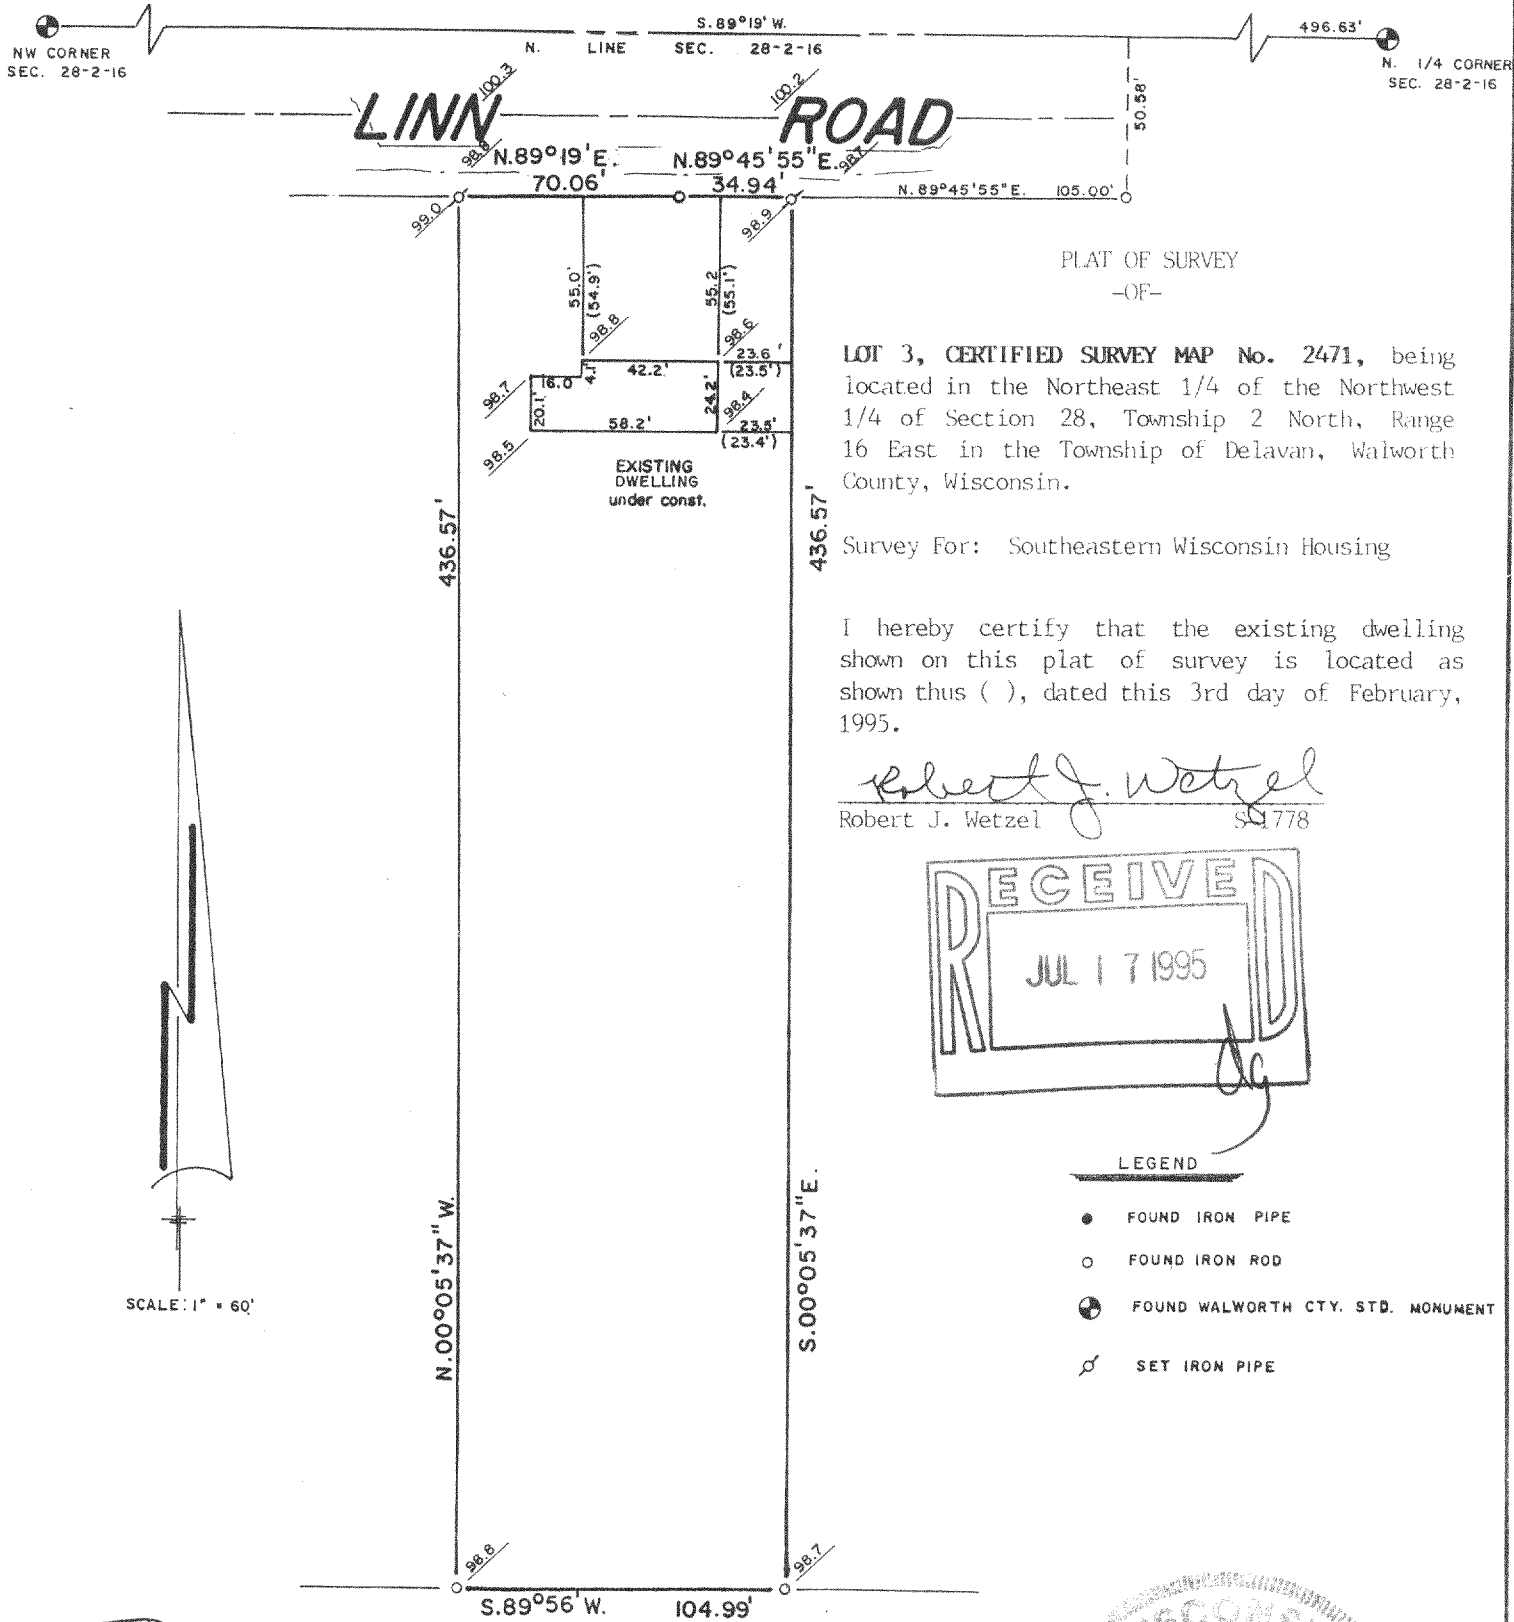 S. 89°19' W.
496.63'
NW CORNER
SEC. 28-2-16
N. LINE SEC. 28-2-16
N. 1/4 CORNER
SEC. 28-2-16
50.58'
100.3
100.2
LINN ROAD
98.8
98.7
N.89°19' E.
N.89°45'55"E.
70.06'
34.94'
N. 89°45'55"E. 105.00'
99.0
98.9
55.0'
(54.9')
55.2
(55.1')
98.8
98.6
23.6'
(23.5')
98.7
16.0
4.1'
42.2'
20.1'
24.2'
98.4
58.2'
23.5'
(23.4')
98.5
EXISTING
DWELLING
under const.
436.57'
436.57'
PLAT OF SURVEY
-OF-
LOT 3, CERTIFIED SURVEY MAP No. 2471, being
located in the Northeast 1/4 of the Northwest
1/4 of Section 28, Township 2 North, Range
16 East in the Township of Delavan, Walworth
County, Wisconsin.
Survey For: Southeastern Wisconsin Housing
I hereby certify that the existing dwelling
shown on this plat of survey is located as
shown thus ( ), dated this 3rd day of February,
1995.
Robert J. Wetzel
Robert J. Wetzel S-1778
RECEIVED
JUL 17 1995
N
SCALE: 1" = 60'
N.00°05'37"W.
S.00°05'37"E.
LEGEND
FOUND IRON PIPE
FOUND IRON ROD
FOUND WALWORTH CTY. STD. MONUMENT
SET IRON PIPE
98.8
98.7
S.89°56' W. 104.99'